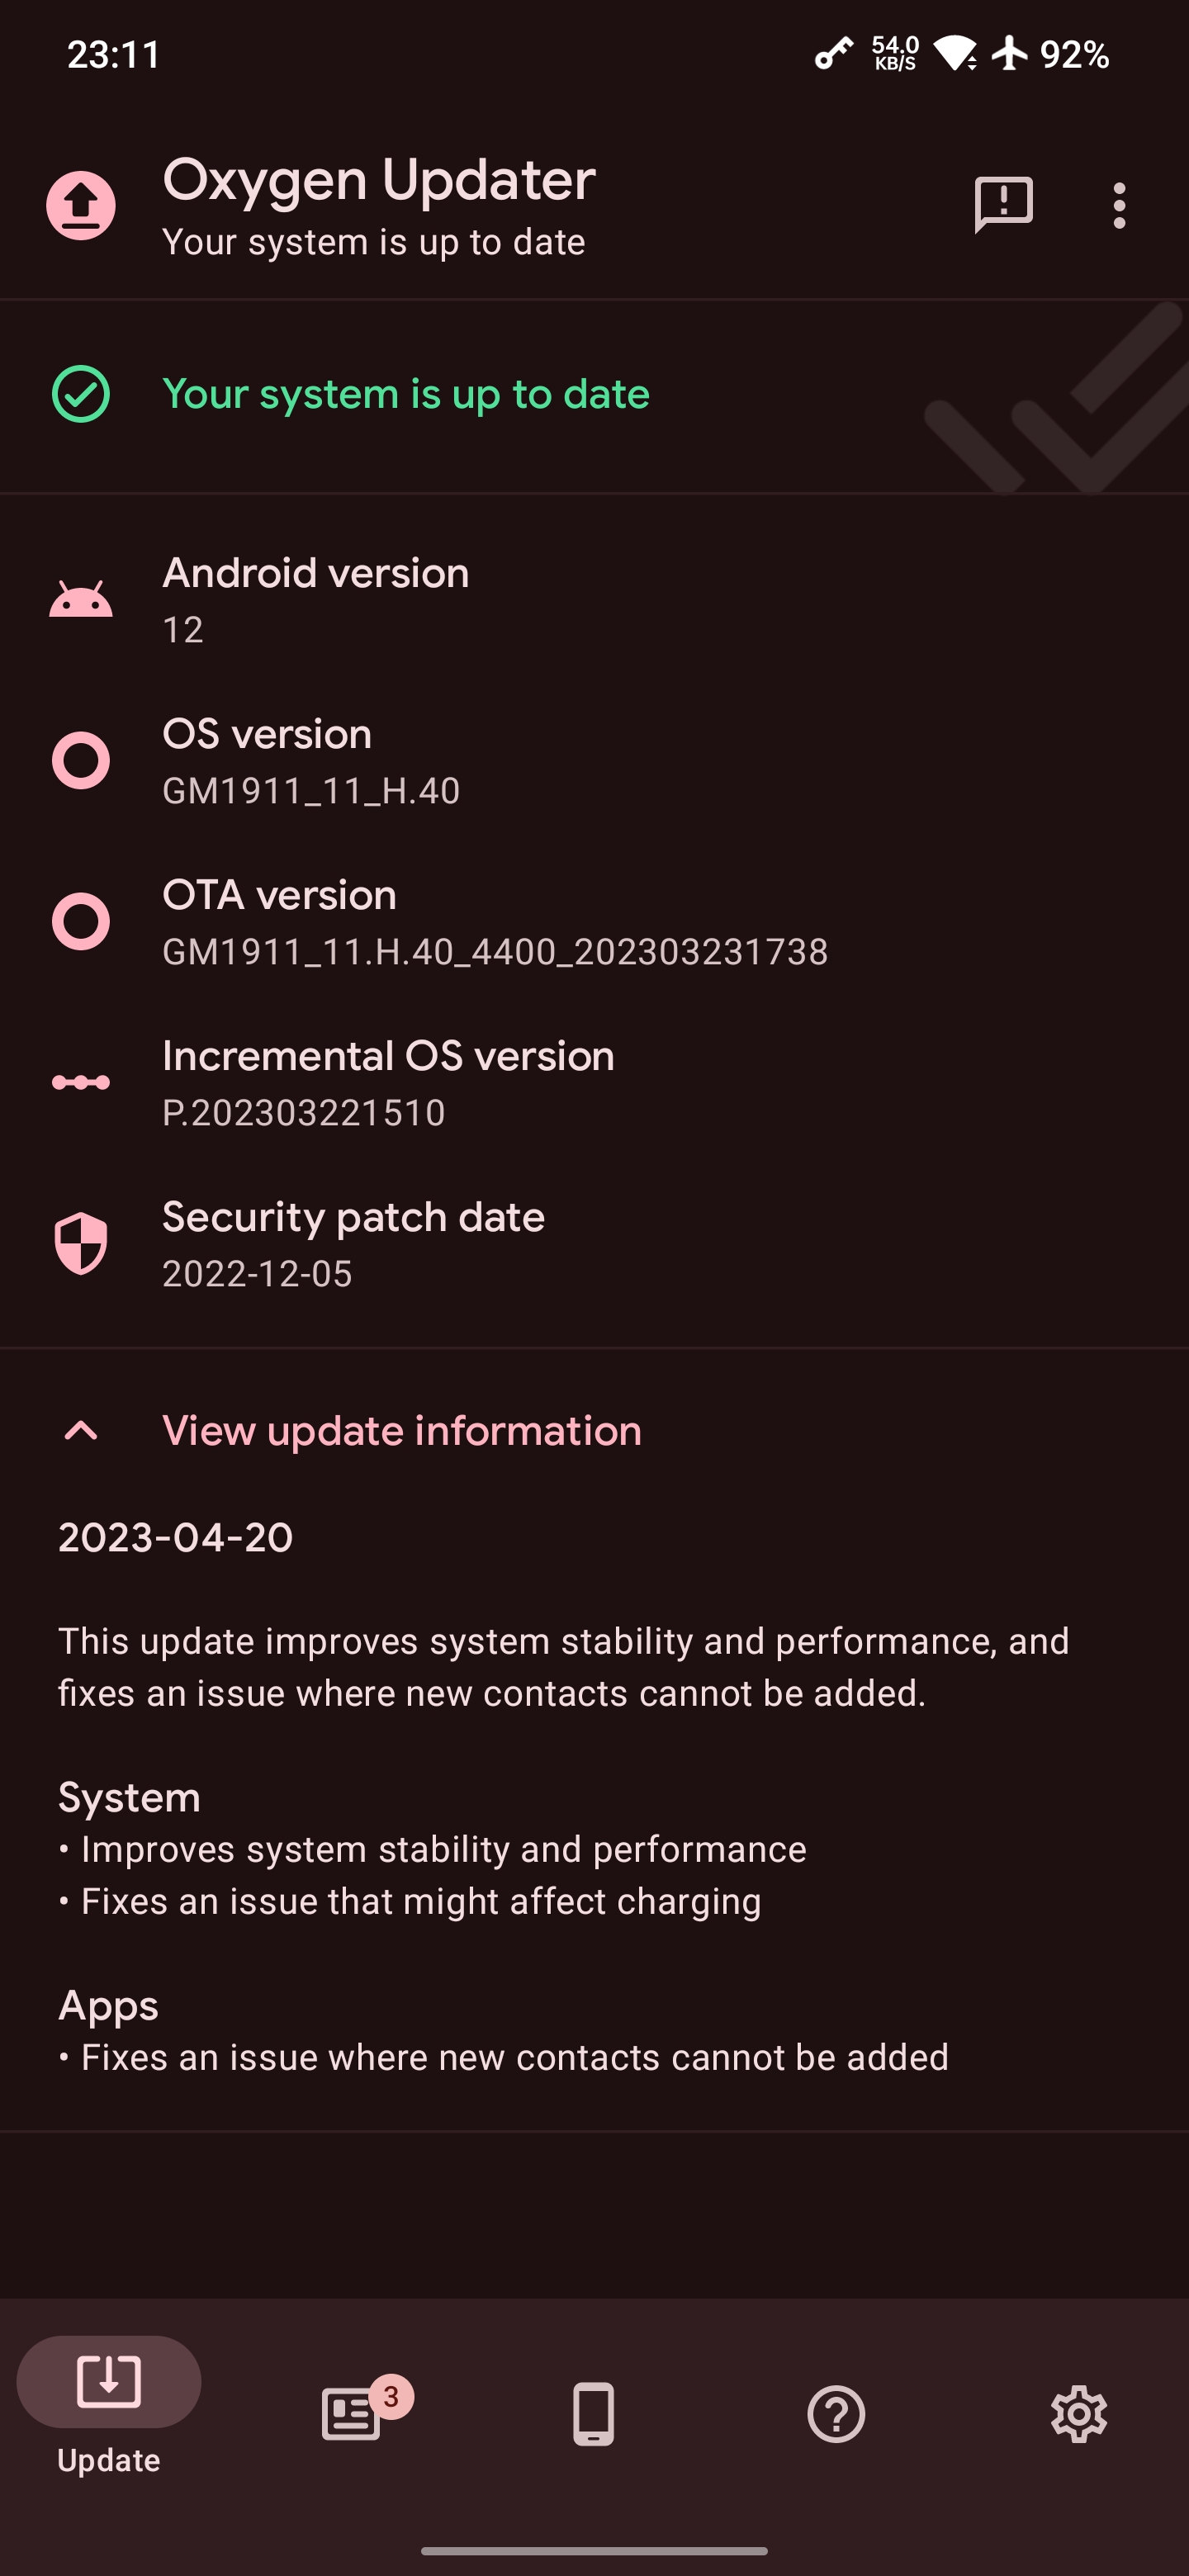 23:11
54.0
KB/S
92%
Oxygen Updater
Your system is up to date
Your system is up to date
Android version
12
OS version
GM1911_11_H.40
OTA version
GM1911_11.H.40_4400_202303231738
Incremental OS version
P.202303221510
Security patch date
2022-12-05
View update information
2023-04-20
This update improves system stability and performance, and
fixes an issue where new contacts cannot be added.
System
• Improves system stability and performance
• Fixes an issue that might affect charging
Apps
• Fixes an issue where new contacts cannot be added
3
Update